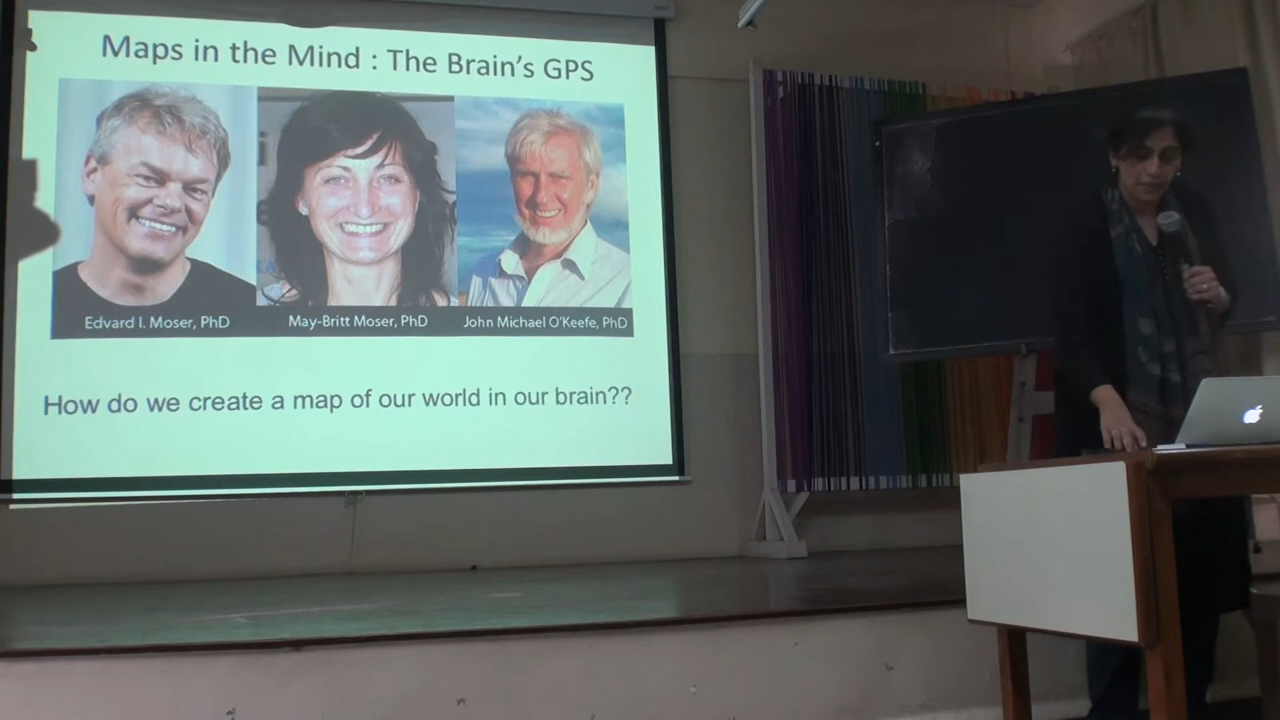 Maps in the Mind : The Brain's GPS
Edvard I. Moser, PhD
May-Britt Moser, PhD
John Michael O'Keefe, PhD
How do we create a map of our world in our brain??